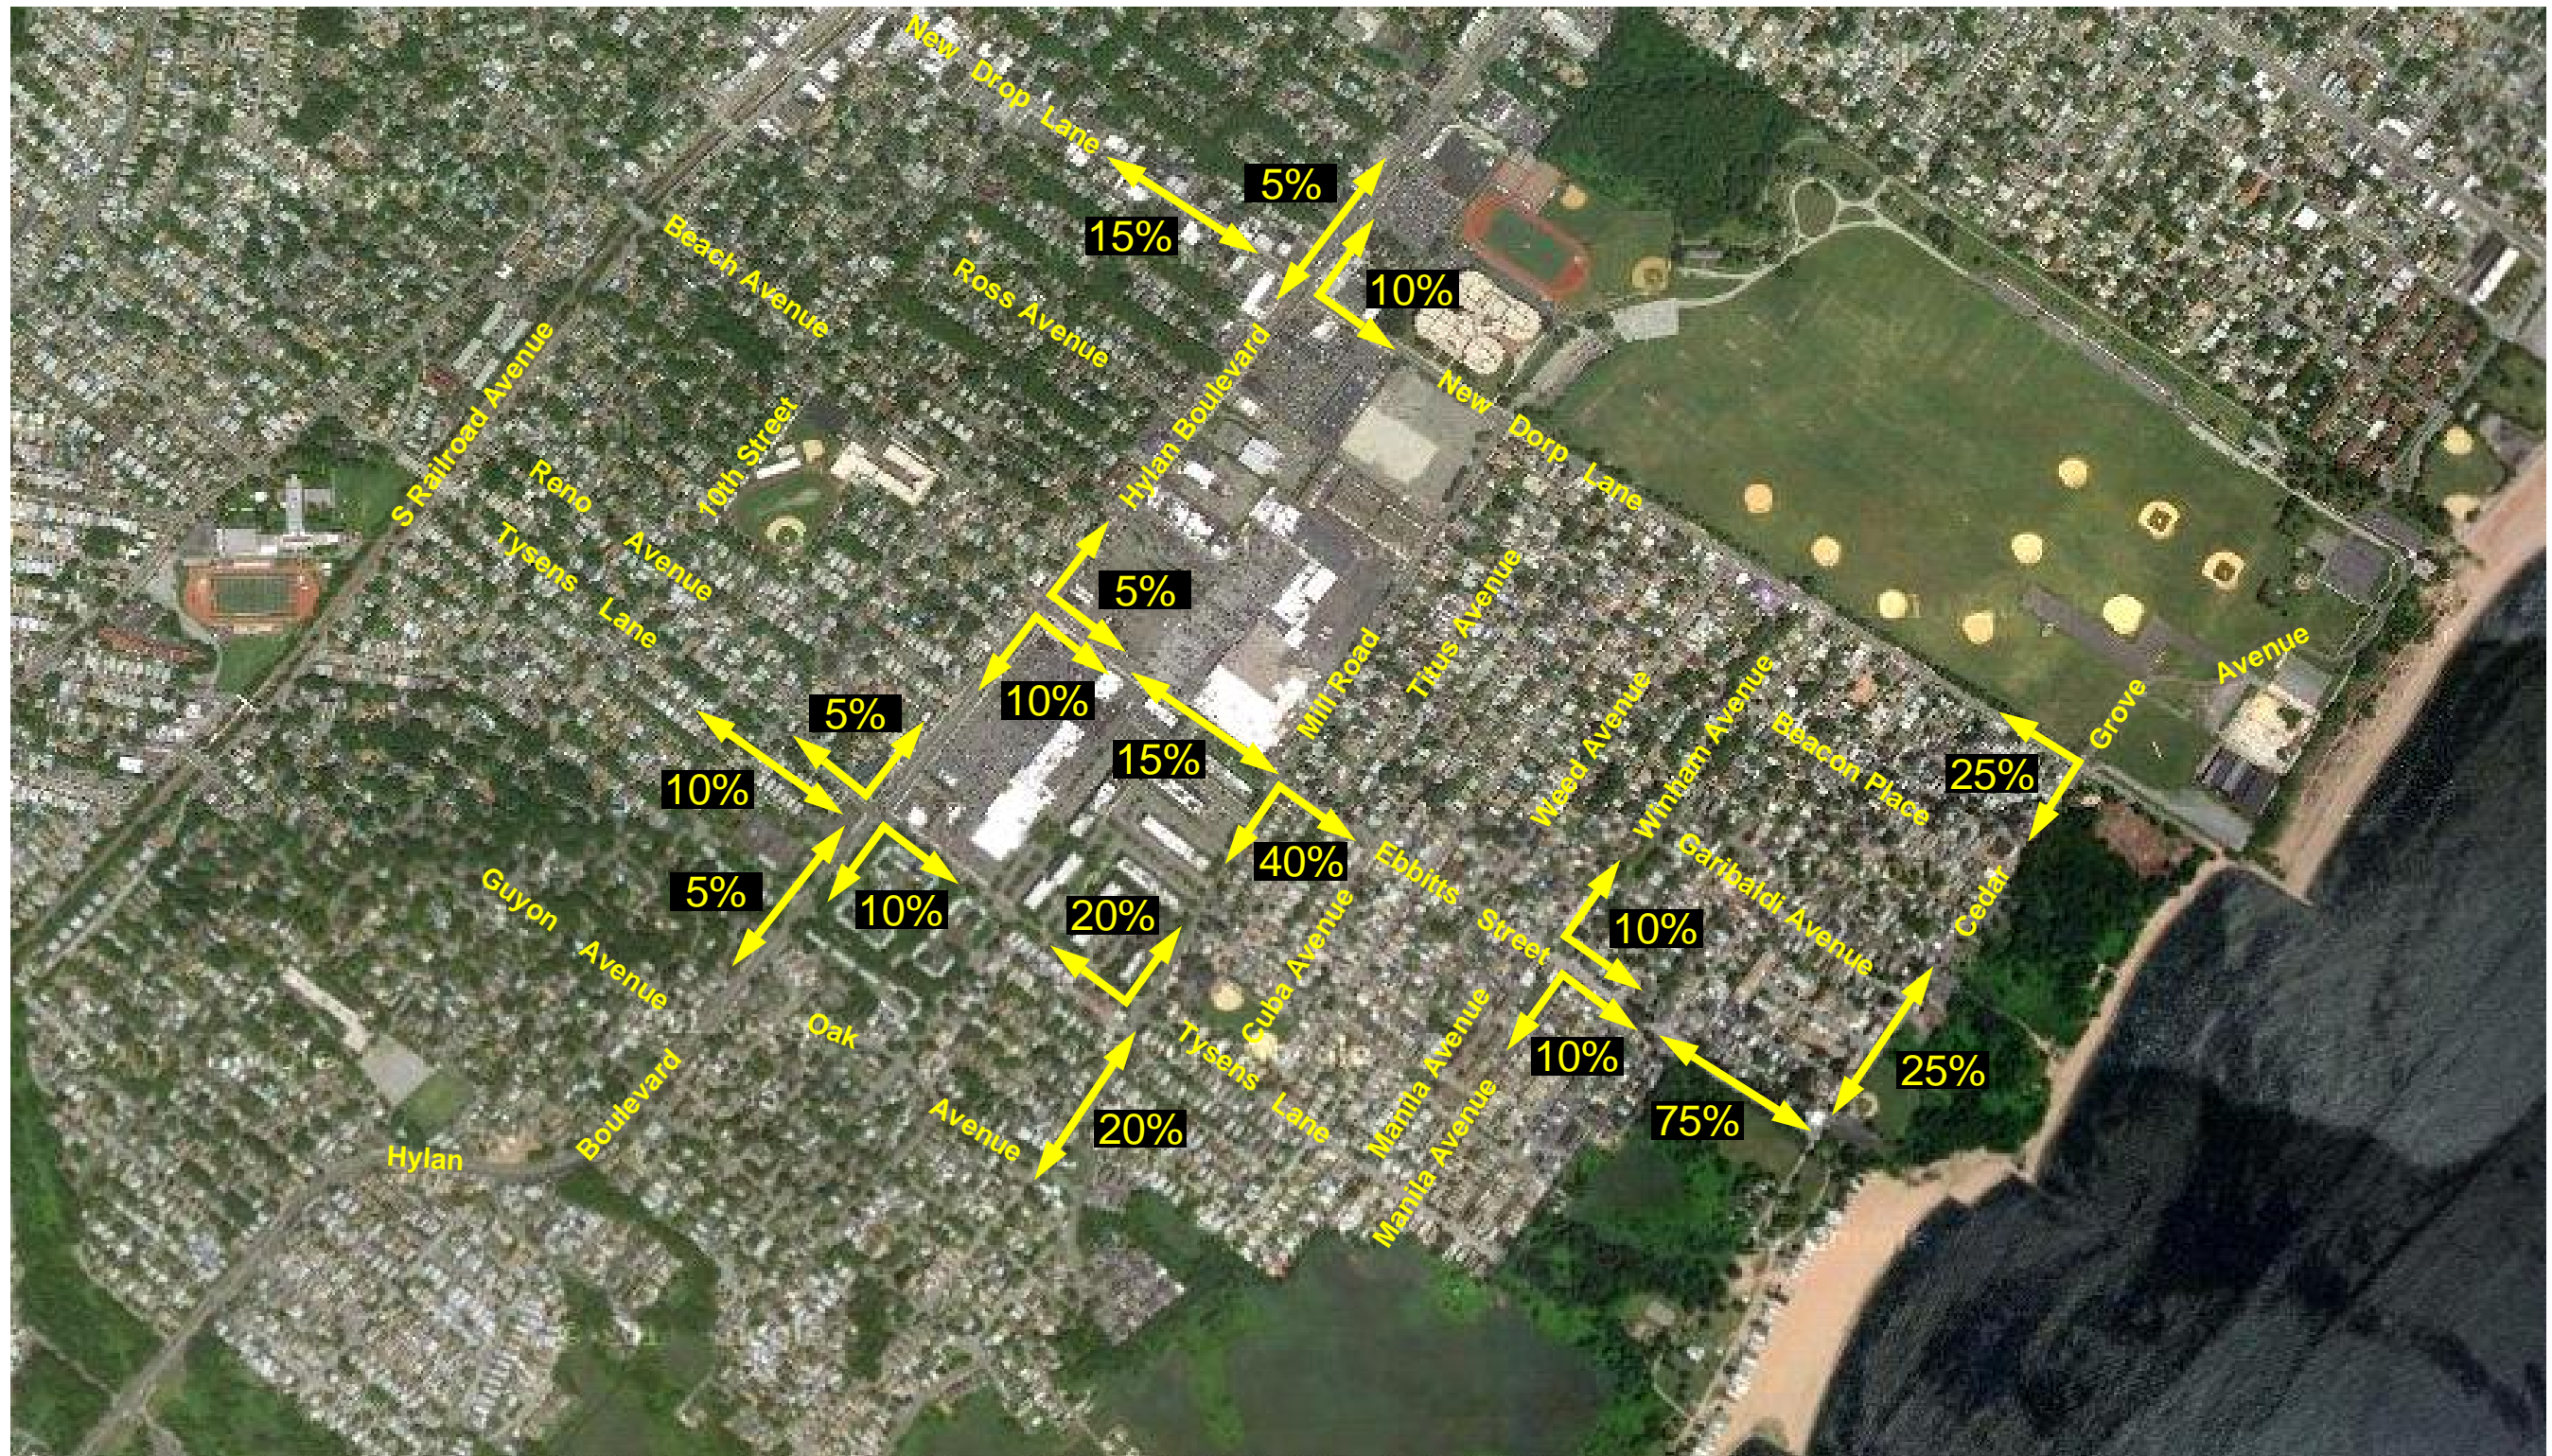 New Drop Lane
5%
15%
Beach Avenue
Ross Avenue
10%
Hylan Boulevard
S Railroad Avenue
New Dorp Lane
10th Street
Reno Avenue
Tysens Lane
5%
Titus Avenue
Mill Road
Avenue
Grove
10%
5%
15%
Weed Avenue
Winham Avenue
Beacon Place
25%
10%
40%
Ebbitts Street
Garibaldi Avenue
Cedar
5%
10%
20%
Guyon Avenue
10%
Cuba Avenue
Oak
Avenue
Tysens Lane
Manila Avenue
10%
25%
75%
20%
Manila Avenue
Hylan
Boulevard